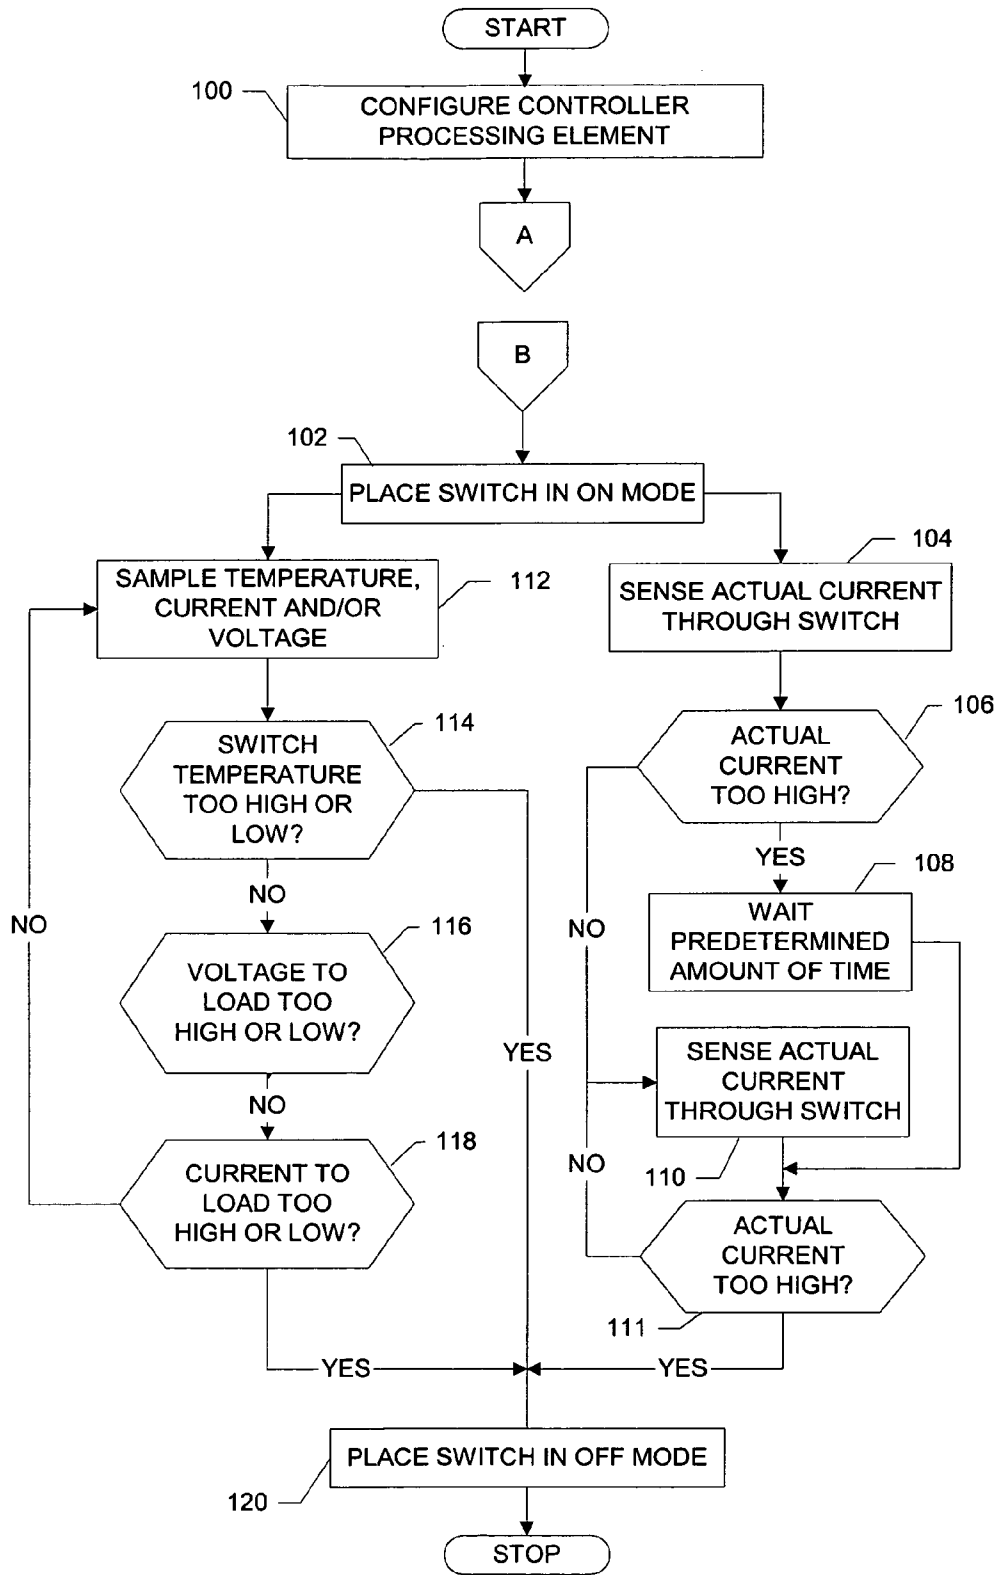 START
100
CONFIGURE CONTROLLER
PROCESSING ELEMENT
A
B
102
PLACE SWITCH IN ON MODE
104
SENSE ACTUAL CURRENT
THROUGH SWITCH
112
SAMPLE TEMPERATURE,
CURRENT AND/OR
VOLTAGE
106
ACTUAL
CURRENT
TOO HIGH?
114
SWITCH
TEMPERATURE
TOO HIGH OR
LOW?
YES
108
WAIT
PREDETERMINED
AMOUNT OF TIME
NO
NO
NO
116
VOLTAGE TO
LOAD TOO
HIGH OR LOW?
YES
SENSE ACTUAL
CURRENT
THROUGH SWITCH
110
NO
NO
118
CURRENT TO
LOAD TOO
HIGH OR LOW?
ACTUAL
CURRENT
TOO HIGH?
111
YES
YES
PLACE SWITCH IN OFF MODE
120
STOP